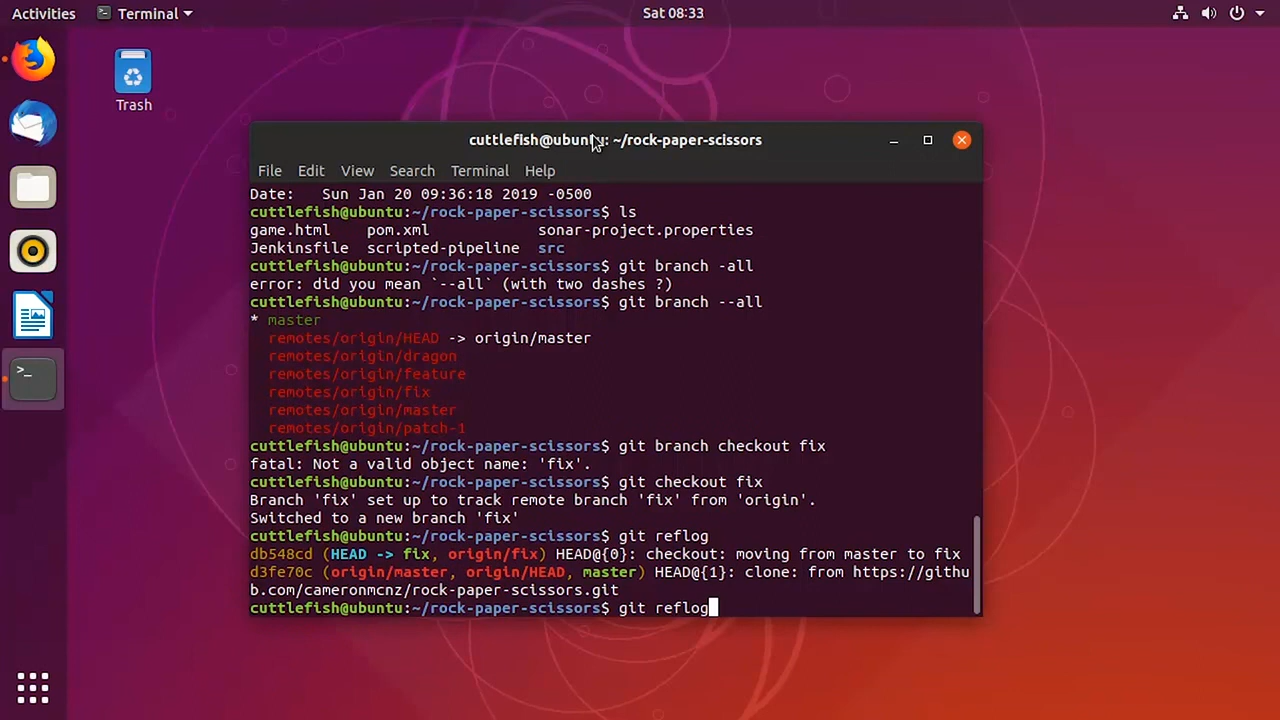 Activities
Terminal
Sat 08:33
Trash
cuttlefish@ubuntu: ~/rock-paper-scissors
File Edit View Search Terminal Help
Date:   Sun Jan 20 09:36:18 2019 -0500
cuttlefish@ubuntu:~/rock-paper-scissors$ ls
game.html    pom.xml            sonar-project.properties
Jenkinsfile  scripted-pipeline  src
cuttlefish@ubuntu:~/rock-paper-scissors$ git branch -all
error: did you mean `--all` (with two dashes ?)
cuttlefish@ubuntu:~/rock-paper-scissors$ git branch --all
* master
  remotes/origin/HEAD -> origin/master
  remotes/origin/dragon
  remotes/origin/feature
  remotes/origin/fix
  remotes/origin/master
  remotes/origin/patch-1
cuttlefish@ubuntu:~/rock-paper-scissors$ git branch checkout fix
fatal: Not a valid object name: 'fix'.
cuttlefish@ubuntu:~/rock-paper-scissors$ git checkout fix
Branch 'fix' set up to track remote branch 'fix' from 'origin'.
Switched to a new branch 'fix'
cuttlefish@ubuntu:~/rock-paper-scissors$ git reflog
db548cd (HEAD -> fix, origin/fix) HEAD@{0}: checkout: moving from master to fix
d3fe70c (origin/master, origin/HEAD, master) HEAD@{1}: clone: from https://githu
b.com/cameronmcnz/rock-paper-scissors.git
cuttlefish@ubuntu:~/rock-paper-scissors$ git reflog